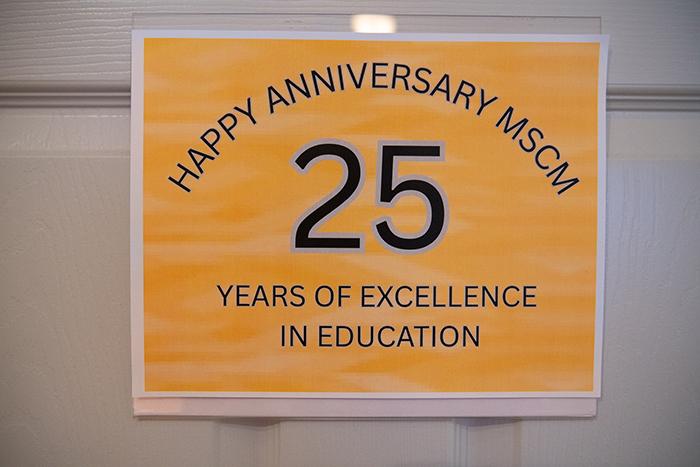 HAPPY ANNIVERSARY MSCM
25
YEARS OF EXCELLENCE
IN EDUCATION